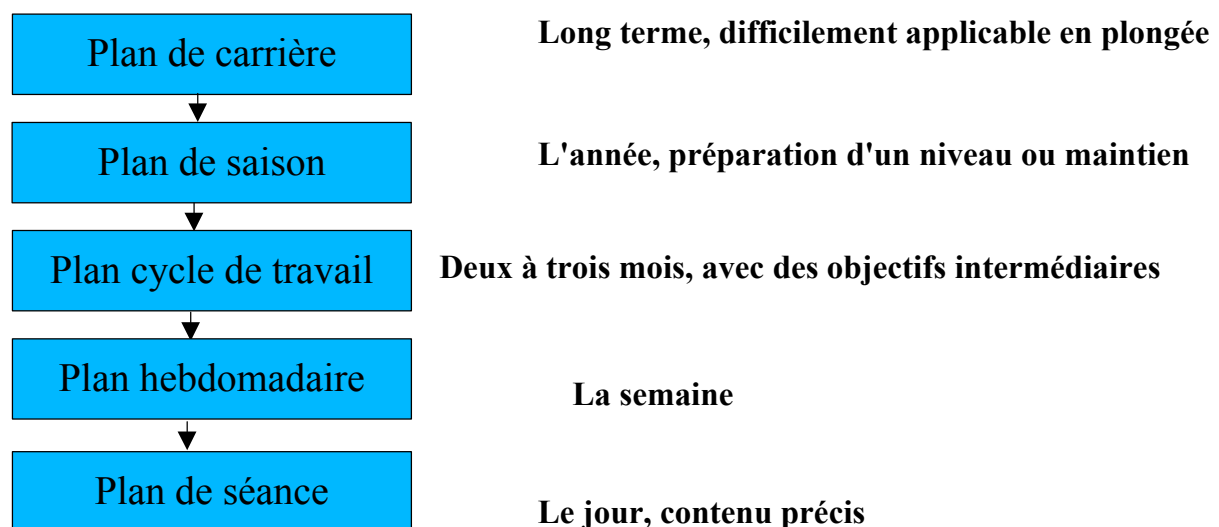 Plan de carrière
Long terme, difficilement applicable en plongée
Plan de saison
L'année, préparation d'un niveau ou maintien
Plan cycle de travail
Deux à trois mois, avec des objectifs intermédiaires
Plan hebdomadaire
La semaine
Plan de séance
Le jour, contenu précis